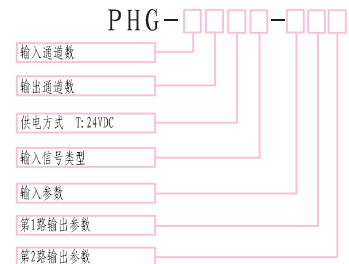 PHG-□□□□-□□□
输入通道数
输出通道数
供电方式 T:24VDC
输入信号类型
输入参数
第1路输出参数
第2路输出参数